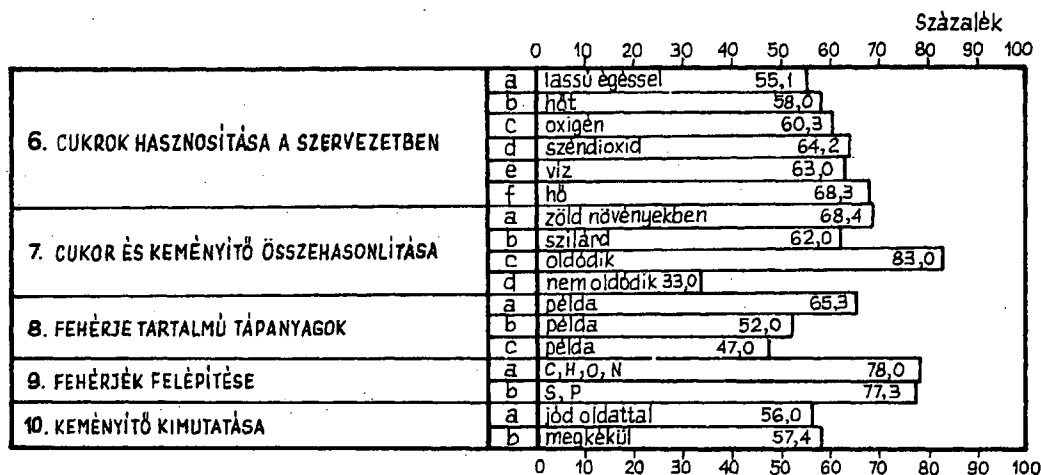 Százalék
0 10 20 30 40 50 60 70 80 90 100
6. CUKROK HASZNOSÍTÁSA A SZERVEZETBEN
a lassú égéssel 55,1
b hőt 58,0
c oxigén 60,3
d széndioxid 64,2
e víz 63,0
f hő 68,3
7. CUKOR ÉS KEMÉNYÍTŐ ÖSSZEHASONLÍTÁSA
a zöld növényekben 68,4
b szilárd 62,0
c oldódik 83,0
d nem oldódik 33,0
8. FEHÉRJE TARTALMÚ TÁPANYAGOK
a példa 65,3
b példa 52,0
c példa 47,0
9. FEHÉRJÉK FELÉPÍTÉSE
a C, H, O, N 78,0
b S, P 77,3
10. KEMÉNYÍTŐ KIMUTATÁSA
a jód oldattal 56,0
b megkékül 57,4
0 10 20 30 40 50 60 70 80 90 100